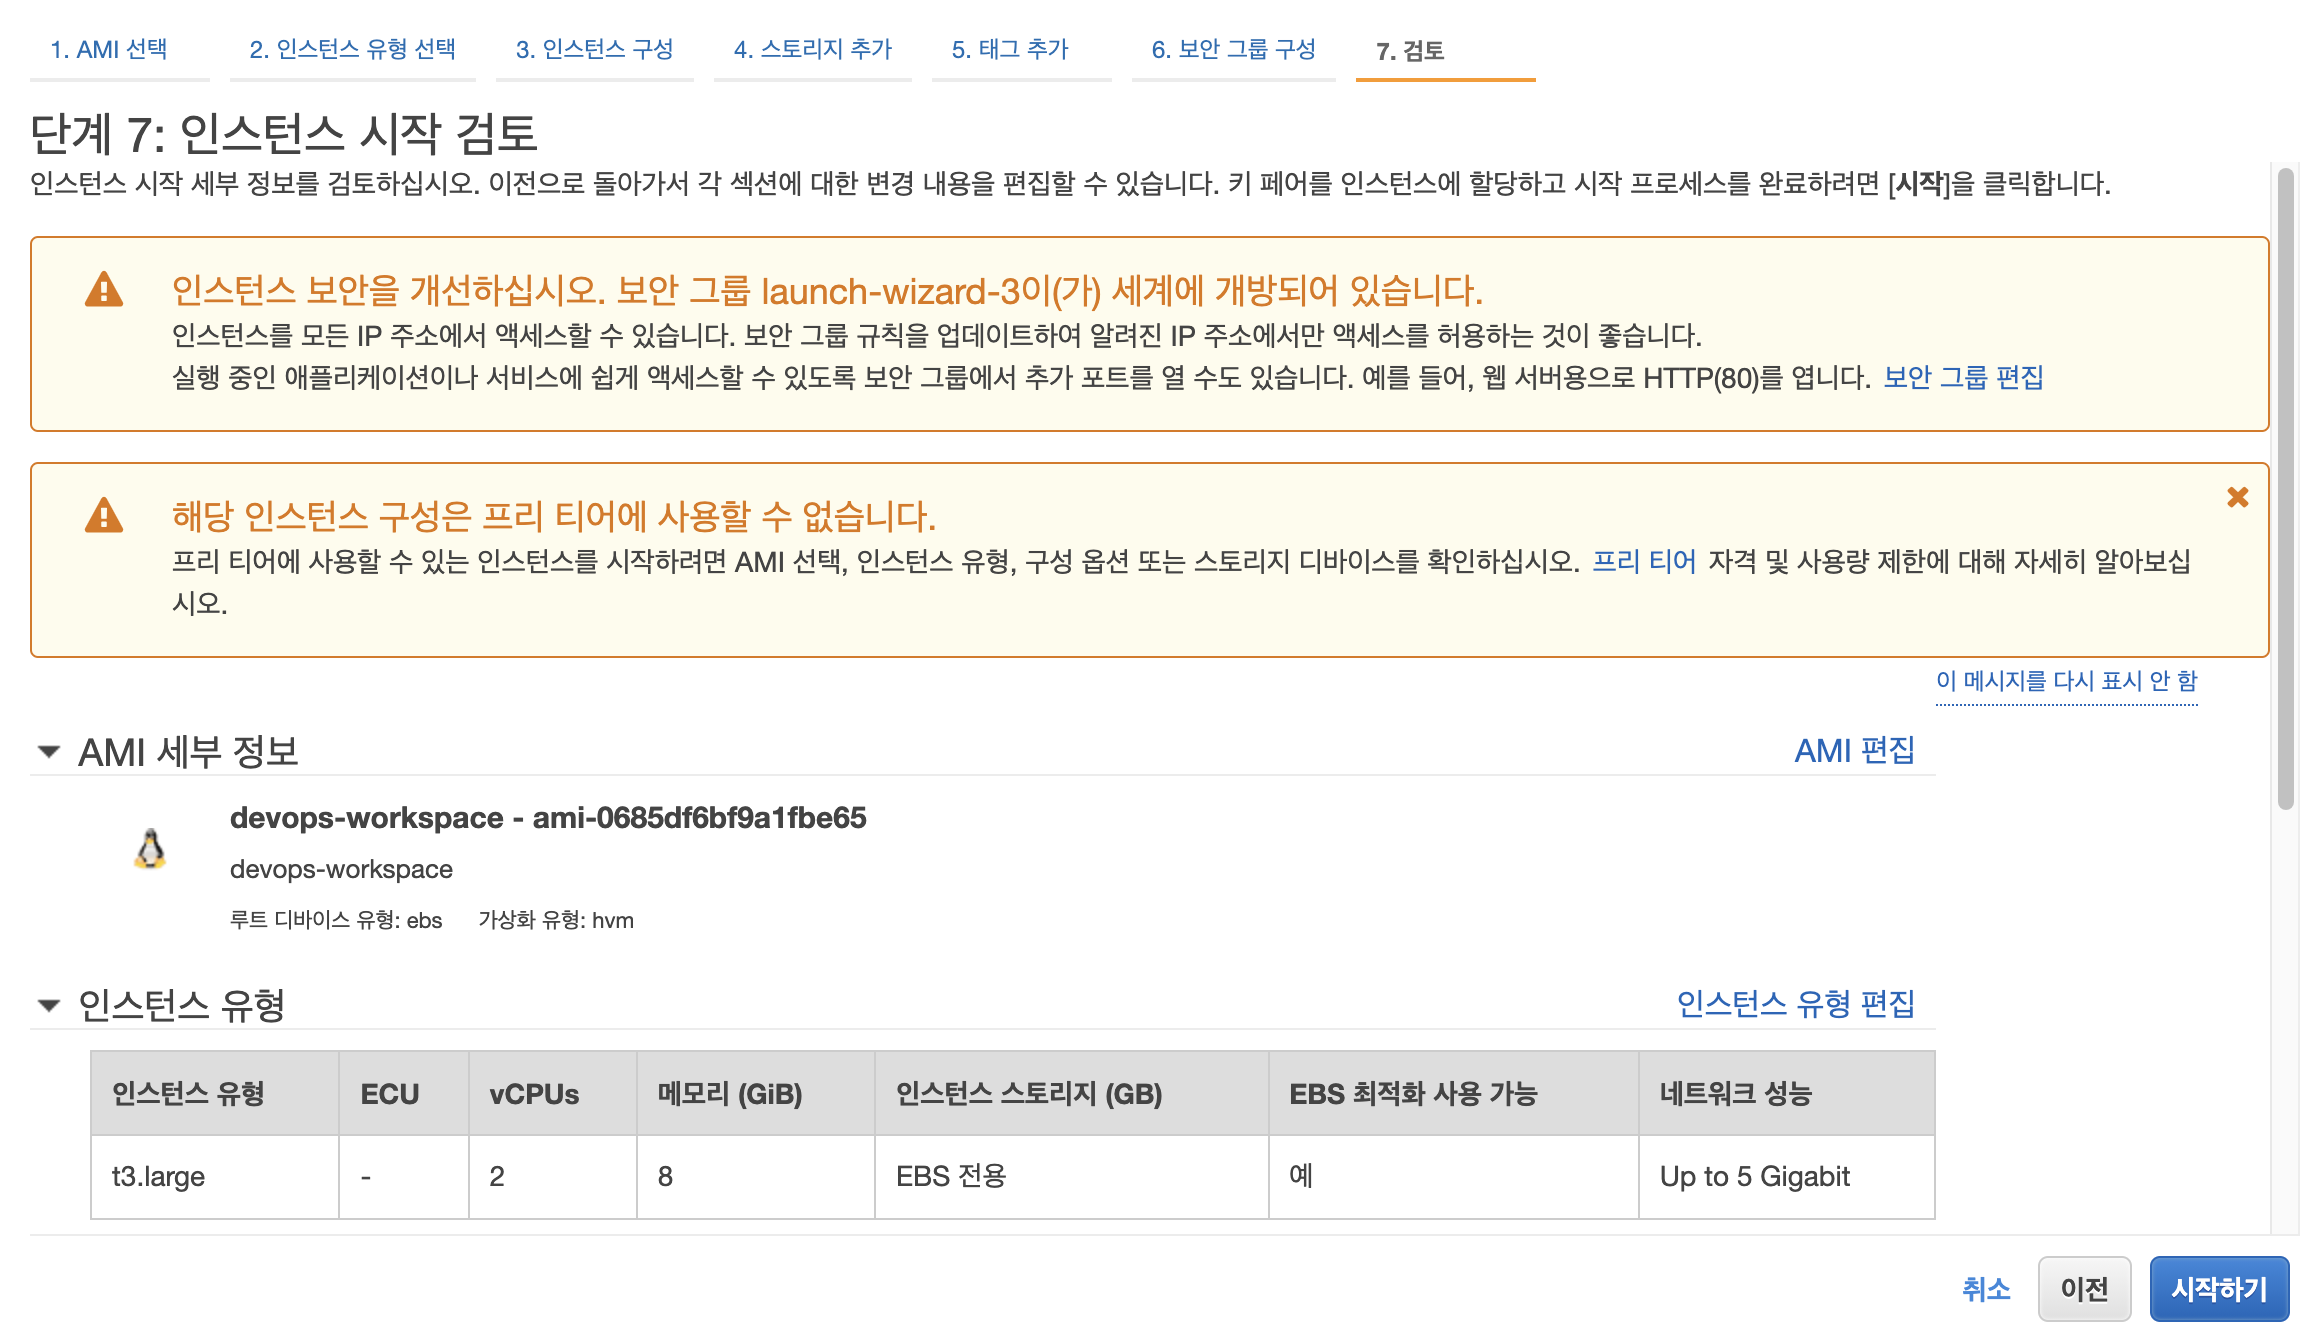 1. AMI 선택
2. 인스턴스 유형 선택
3. 인스턴스 구성
4. 스토리지 추가
5. 태그 추가
6. 보안 그룹 구성
7. 검토
단계 7: 인스턴스 시작 검토
인스턴스 시작 세부 정보를 검토하십시오. 이전으로 돌아가서 각 섹션에 대한 변경 내용을 편집할 수 있습니다. 키 페어를 인스턴스에 할당하고 시작 프로세스를 완료하려면 [시작]을 클릭합니다.
인스턴스 보안을 개선하십시오. 보안 그룹 launch-wizard-3이(가) 세계에 개방되어 있습니다.
인스턴스를 모든 IP 주소에서 액세스할 수 있습니다. 보안 그룹 규칙을 업데이트하여 알려진 IP 주소에서만 액세스를 허용하는 것이 좋습니다.
실행 중인 애플리케이션이나 서비스에 쉽게 액세스할 수 있도록 보안 그룹에서 추가 포트를 열 수도 있습니다. 예를 들어, 웹 서버용으로 HTTP(80)를 엽니다. 보안 그룹 편집
해당 인스턴스 구성은 프리 티어에 사용할 수 없습니다.
프리 티어에 사용할 수 있는 인스턴스를 시작하려면 AMI 선택, 인스턴스 유형, 구성 옵션 또는 스토리지 디바이스를 확인하십시오. 프리 티어 자격 및 사용량 제한에 대해 자세히 알아보십
시오.
이 메시지를 다시 표시 안 함
AMI 세부 정보
AMI 편집
devops-workspace - ami-0685df6bf9a1fbe65
devops-workspace
루트 디바이스 유형: ebs 가상화 유형: hvm
인스턴스 유형
인스턴스 유형 편집
인스턴스 유형 ECU vCPUs 메모리 (GiB) 인스턴스 스토리지 (GB) EBS 최적화 사용 가능 네트워크 성능
t3.large - 2 8 EBS 전용 예 Up to 5 Gigabit
취소
이전
시작하기